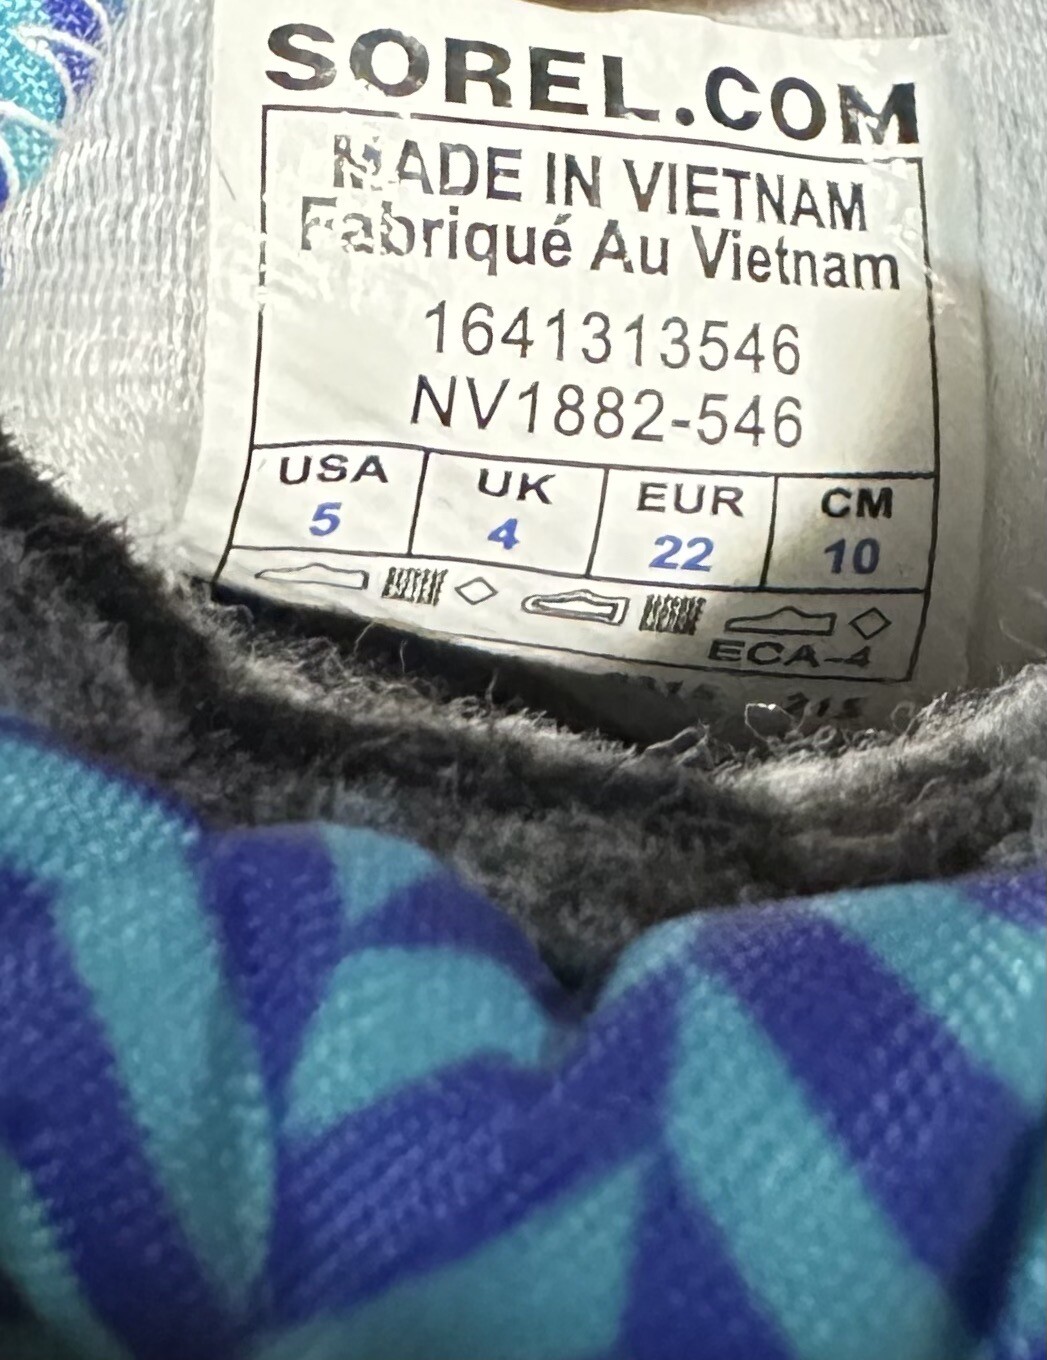 SOREL.COM
MADE IN VIETNAM
Fabriqué Au Vietnam
1641313546
NV1882-546
USA UK EUR CM
5 4 22 10
ECA-4